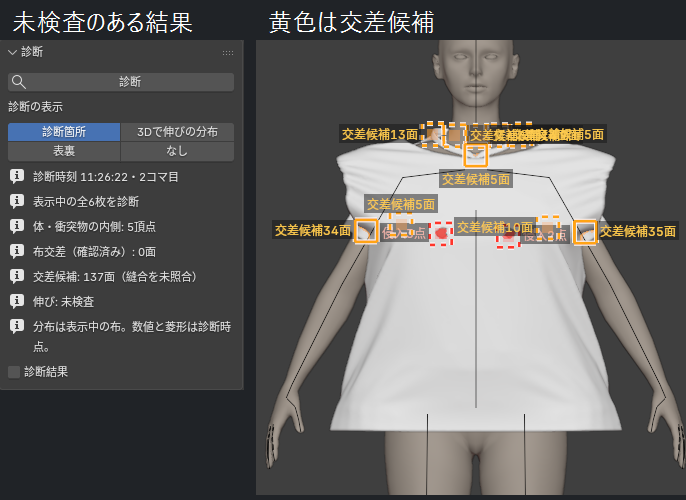 未検査のある結果
黄色は交差候補
診断
診断
診断の表示
診断箇所
3Dで伸びの分布
表裏
なし
診断時刻 11:26:22・2コマ目
表示中の全6枚を診断
体・衝突物の内側: 5頂点
布交差（確認済み）: 0面
交差候補: 137面（縫合を未照合）
伸び: 未検査
分布は表示中の布。数値と菱形は診断時
点。
診断結果
交差候補13面
交差候補5面
交差候補5面
交差候補5面
交差候補34面
交差候補10面
交差候補35面